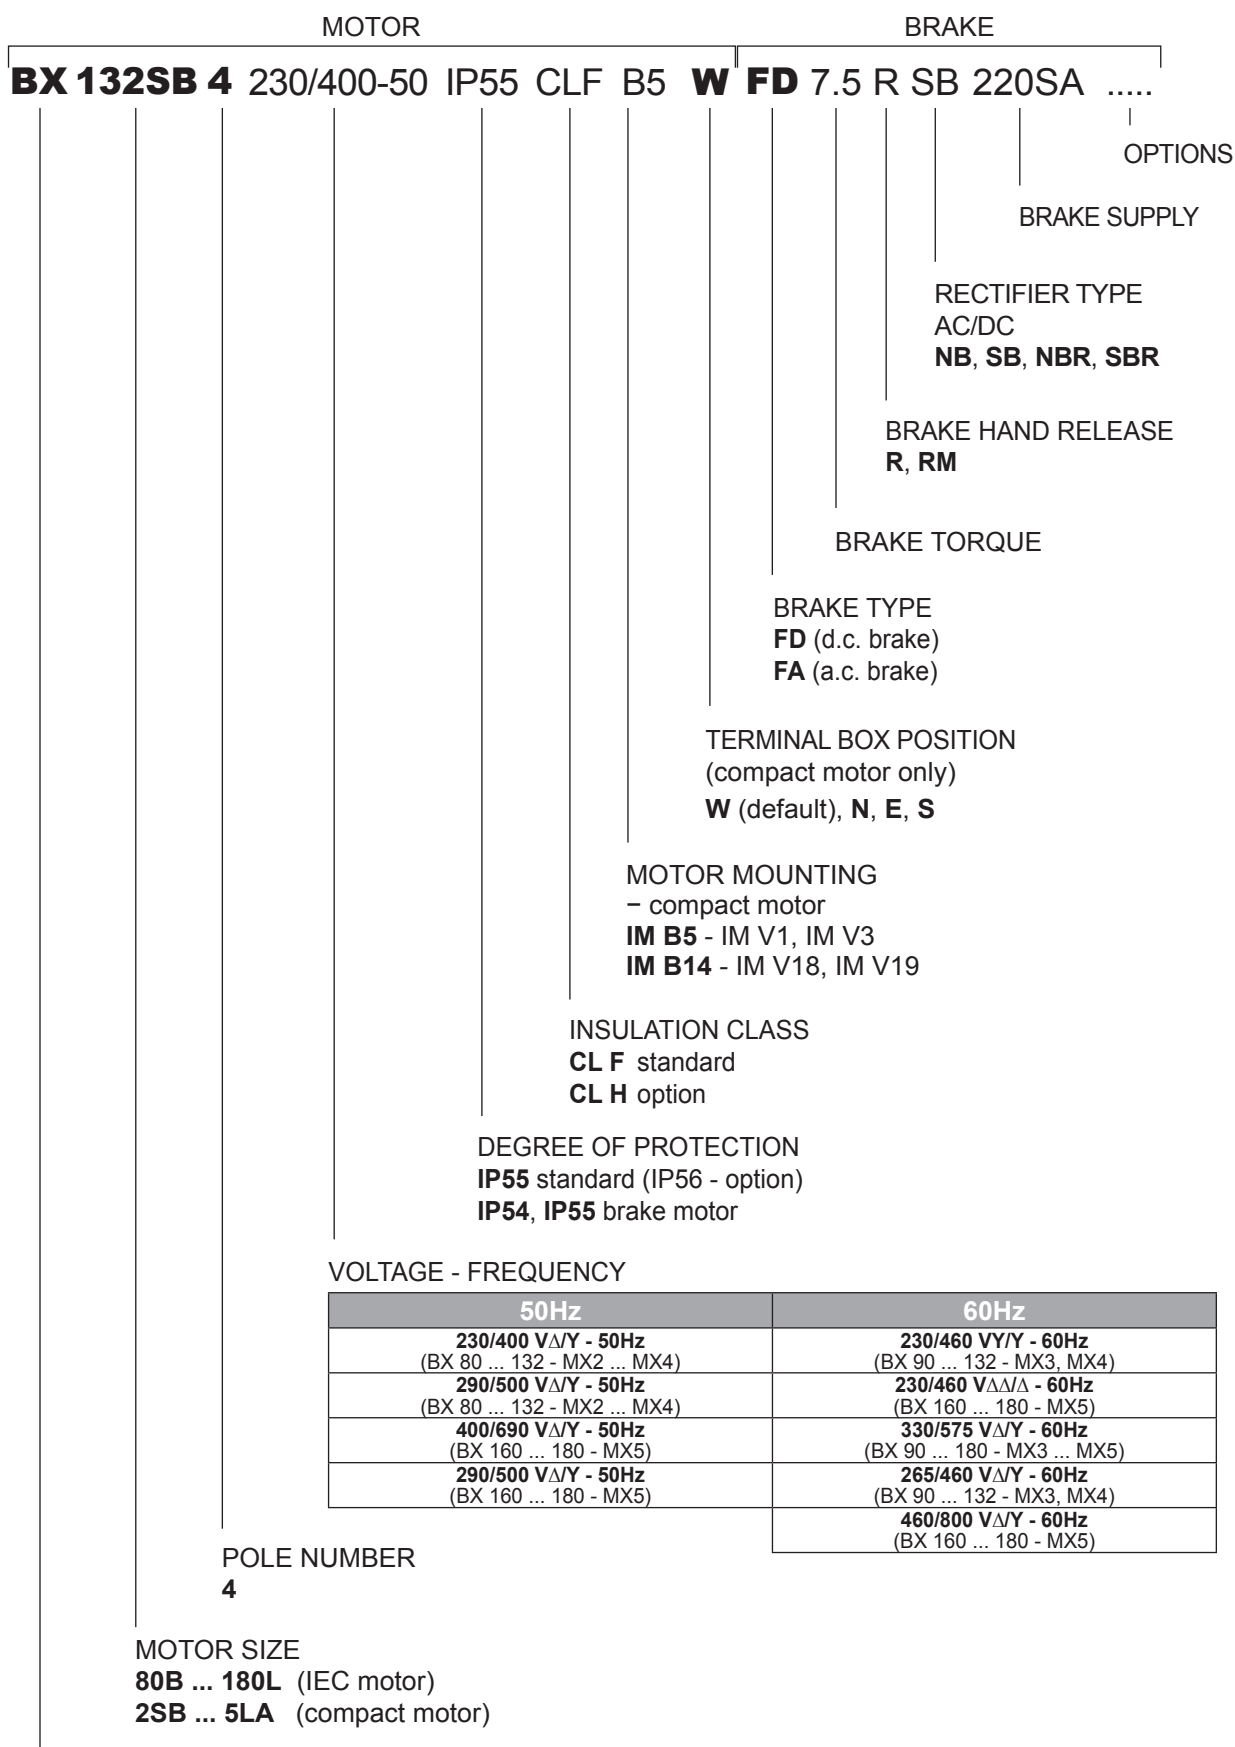 MOTOR BRAKE
BX 132SB 4 230/400-50 IP55 CLF B5 W FD 7.5 R SB 220SA .....
OPTIONS
BRAKE SUPPLY
RECTIFIER TYPE
AC/DC
NB, SB, NBR, SBR
BRAKE HAND RELEASE
R, RM
BRAKE TORQUE
BRAKE TYPE
FD (d.c. brake)
FA (a.c. brake)
TERMINAL BOX POSITION
(compact motor only)
W (default), N, E, S
MOTOR MOUNTING
− compact motor
IM B5 - IM V1, IM V3
IM B14 - IM V18, IM V19
INSULATION CLASS
CL F standard
CL H option
DEGREE OF PROTECTION
IP55 standard (IP56 - option)
IP54, IP55 brake motor
VOLTAGE - FREQUENCY
50Hz 60Hz
230/400 V∆/Y - 50Hz 230/460 VY/Y - 60Hz
(BX 80 ... 132 - MX2 ... MX4) (BX 90 ... 132 - MX3, MX4)
290/500 V∆/Y - 50Hz 230/460 V∆∆/∆ - 60Hz
(BX 80 ... 132 - MX2 ... MX4) (BX 160 ... 180 - MX5)
400/690 V∆/Y - 50Hz 330/575 V∆/Y - 60Hz
(BX 160 ... 180 - MX5) (BX 90 ... 180 - MX3 ... MX5)
290/500 V∆/Y - 50Hz 265/460 V∆/Y - 60Hz
(BX 160 ... 180 - MX5) (BX 90 ... 132 - MX3, MX4)
460/800 V∆/Y - 60Hz
(BX 160 ... 180 - MX5)
POLE NUMBER
4
MOTOR SIZE
80B ... 180L (IEC motor)
2SB ... 5LA (compact motor)